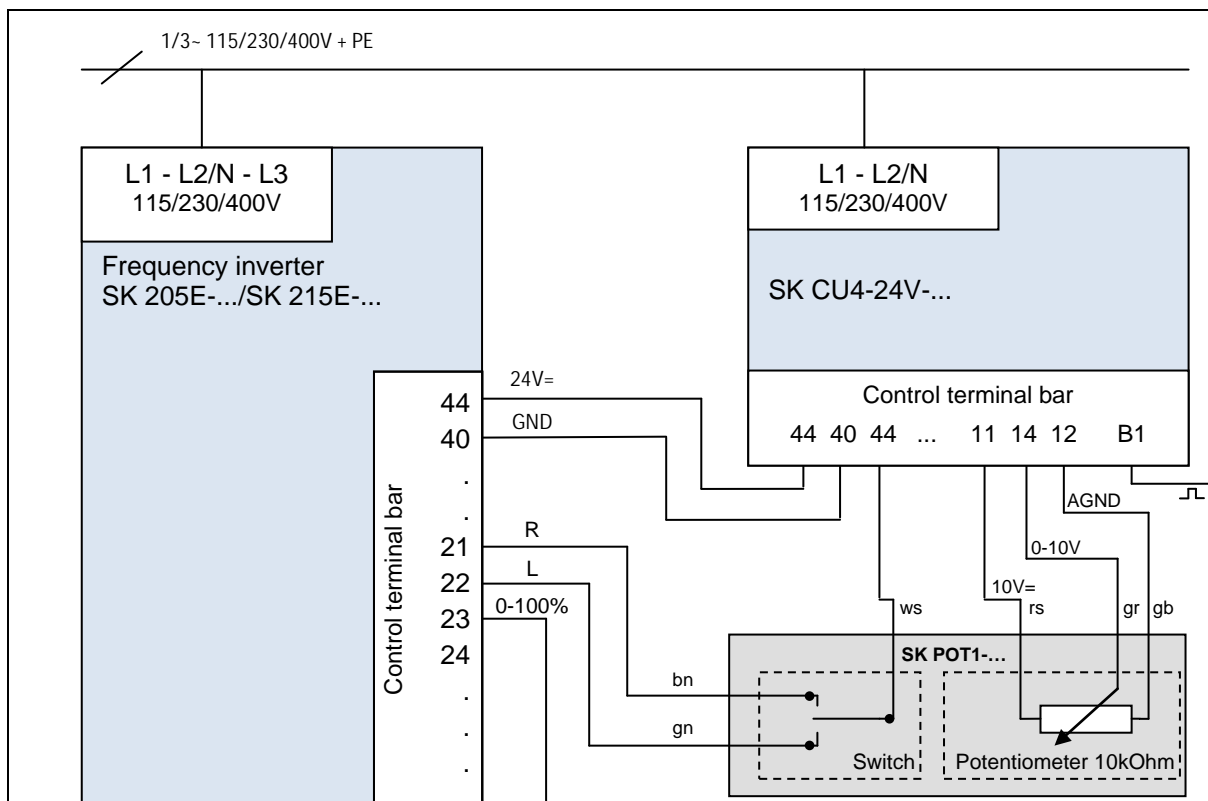 1/3~ 115/230/400V + PE
L1 - L2/N - L3
115/230/400V
L1 - L2/N
115/230/400V
Frequency inverter
SK 205E-.../SK 215E-...
SK CU4-24V-...
Control terminal bar
44 40 44 ... 11 14 12 B1
24V=
44
GND
40
.
.
R
21
L
22
0-100%
23
24
.
.
.
Control terminal bar
AGND
0-10V
10V=
ws
rs
gr
gb
SK POT1-...
bn
gn
Switch
Potentiometer 10kOhm